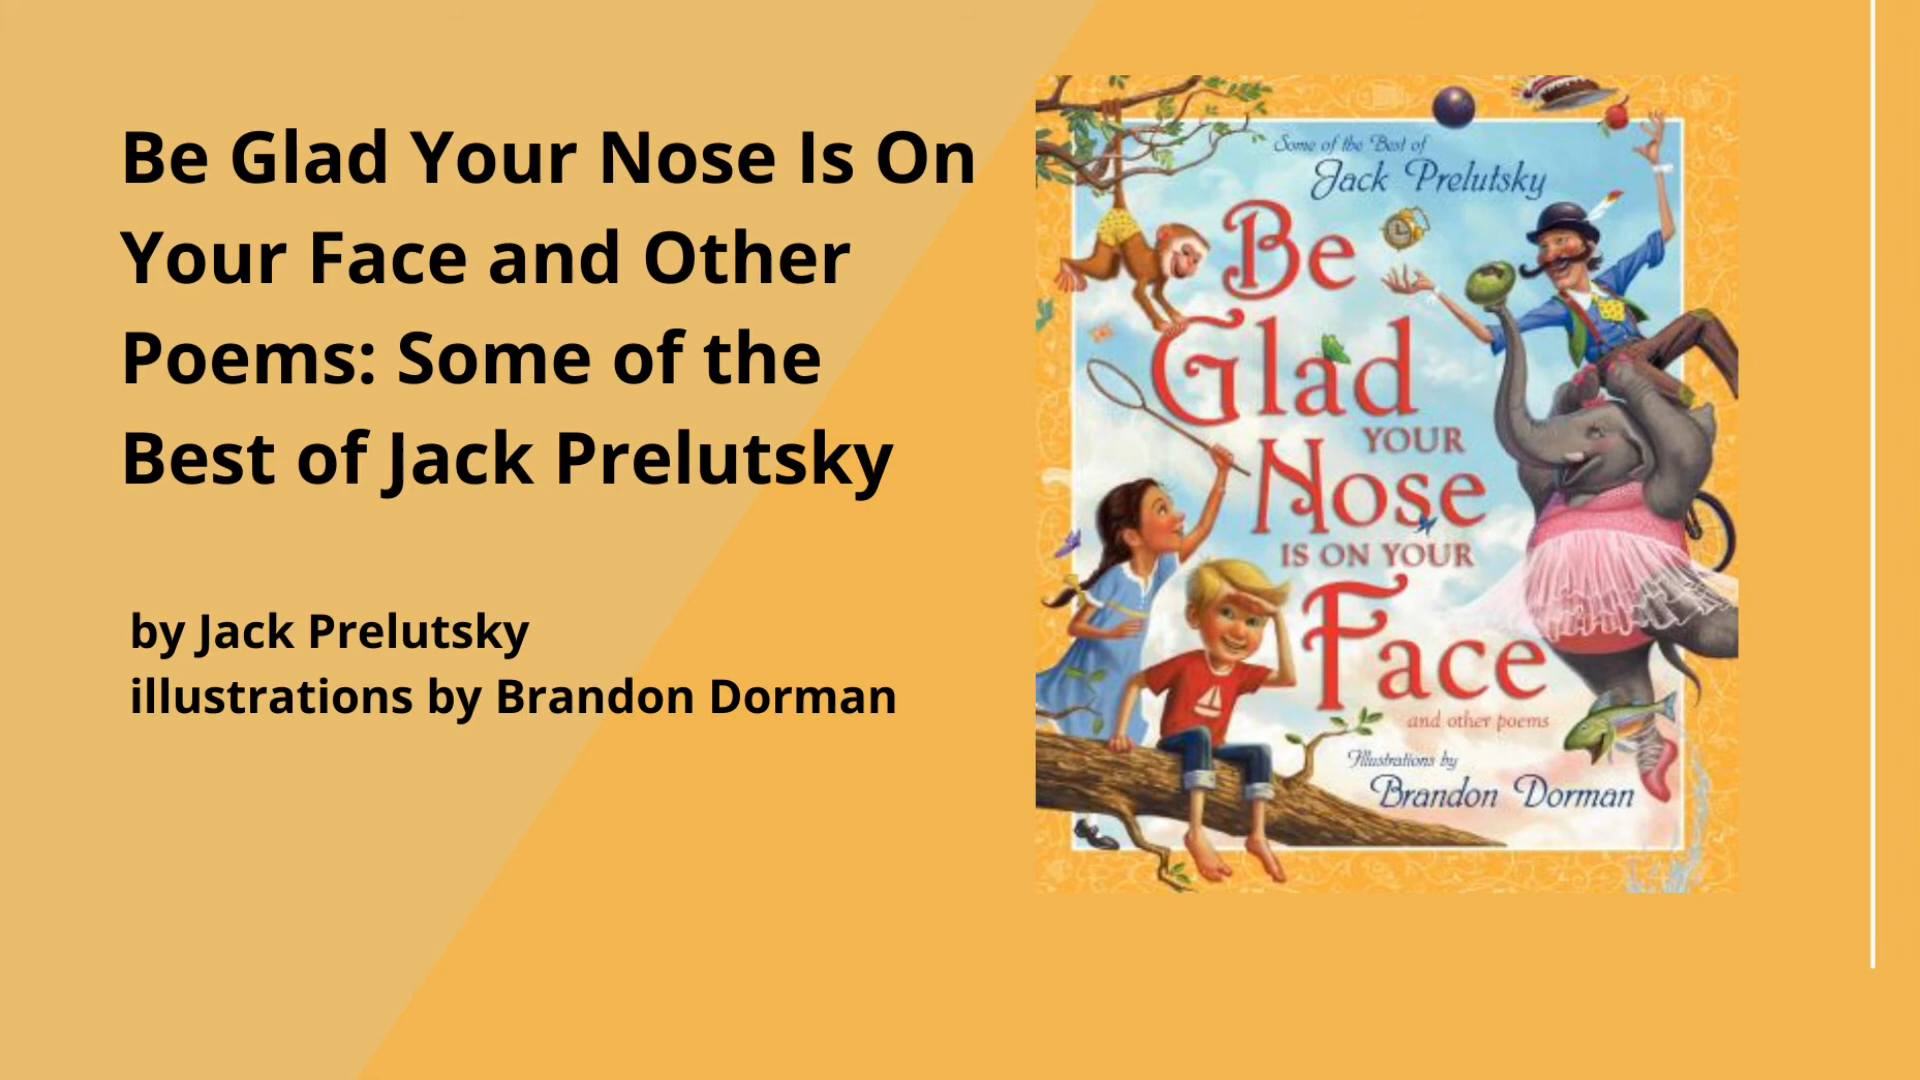 Be Glad Your Nose Is On
Your Face and Other
Poems: Some of the
Best of Jack Prelutsky
by Jack Prelutsky
illustrations by Brandon Dorman
Some of the Best of
Jack Prelutsky
Be
Glad
YOUR
Nose
IS ON YOUR
Face
and other poems
Illustrations by
Brandon Dorman